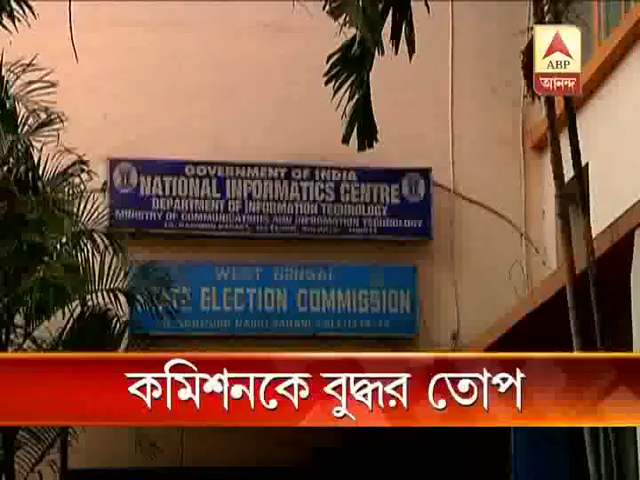 ABP
আনন্দ
GOVERNMENT OF INDIA
NATIONAL INFORMATICS CENTRE
DEPARTMENT OF INFORMATION TECHNOLOGY
MINISTRY OF COMMUNICATIONS AND INFORMATION TECHNOLOGY
WEST BENGAL
ELECTION COMMISSION
কমিশনকে বুদ্ধর তোপ